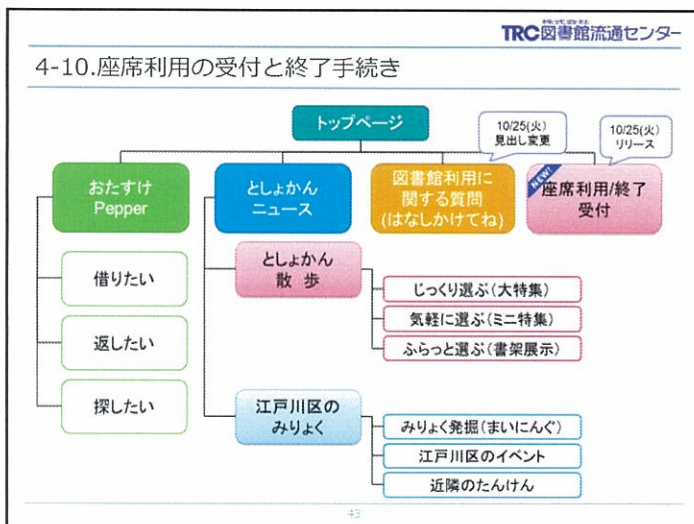 TRC図書館流通センター
4-10.座席利用の受付と終了手続き
トップページ
10/25(火)
見出し変更
10/25(火)
リリース
おたすけ
Pepper
としょかん
ニュース
図書館利用に
関する質問
(はなしかけてね)
NEW!
座席利用/終了
受付
借りたい
返したい
探したい
としょかん
散 歩
じっくり選ぶ(大特集)
気軽に選ぶ(ミニ特集)
ふらっと選ぶ(書架展示)
江戸川区の
みりょく
みりょく発掘(まいにんぐ)
江戸川区のイベント
近隣のたんけん
43